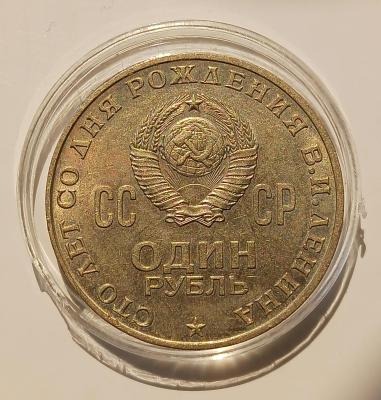 СТО ЛЕТ СО ДНЯ РОЖДЕНИЯ В.И.ЛЕНИНА
СС СР
ОДИН
РУБЛЬ